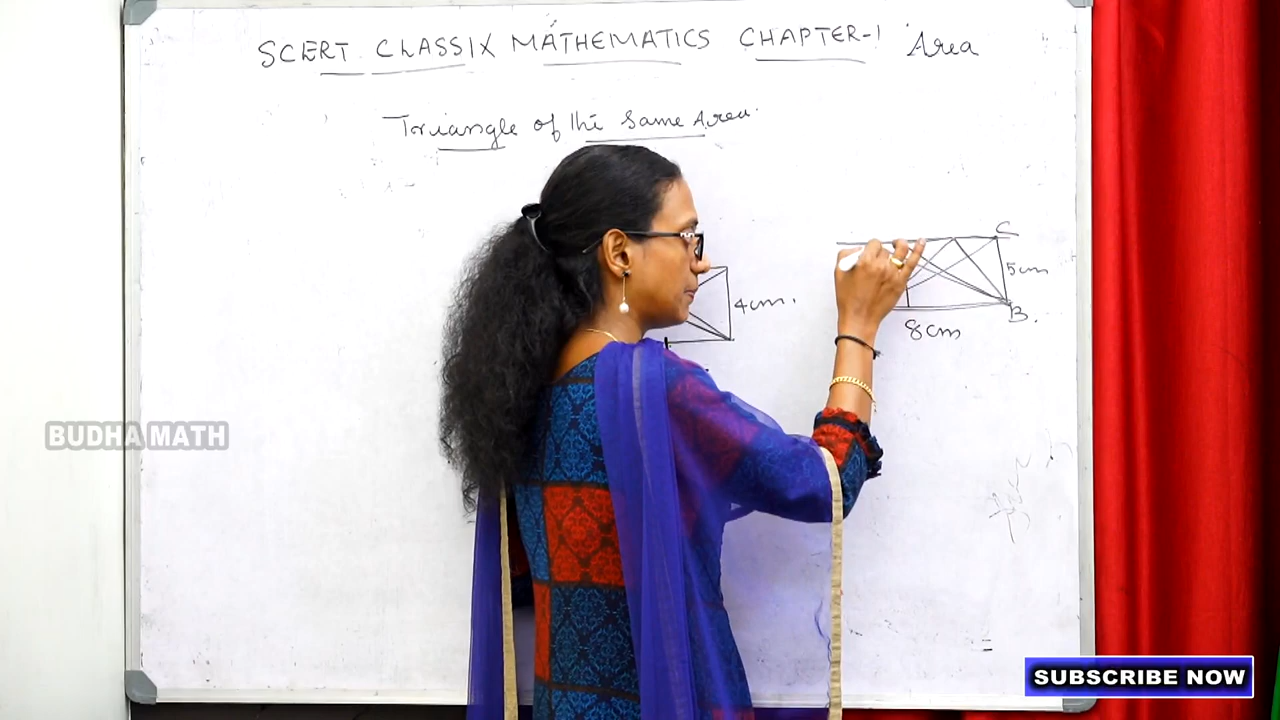 SCERT CLASS IX MATHEMATICS CHAPTER-1 Area
Triangle of the same Area.
C
5cm
4cm.
B.
8cm
BUDHA MATH
SUBSCRIBE NOW